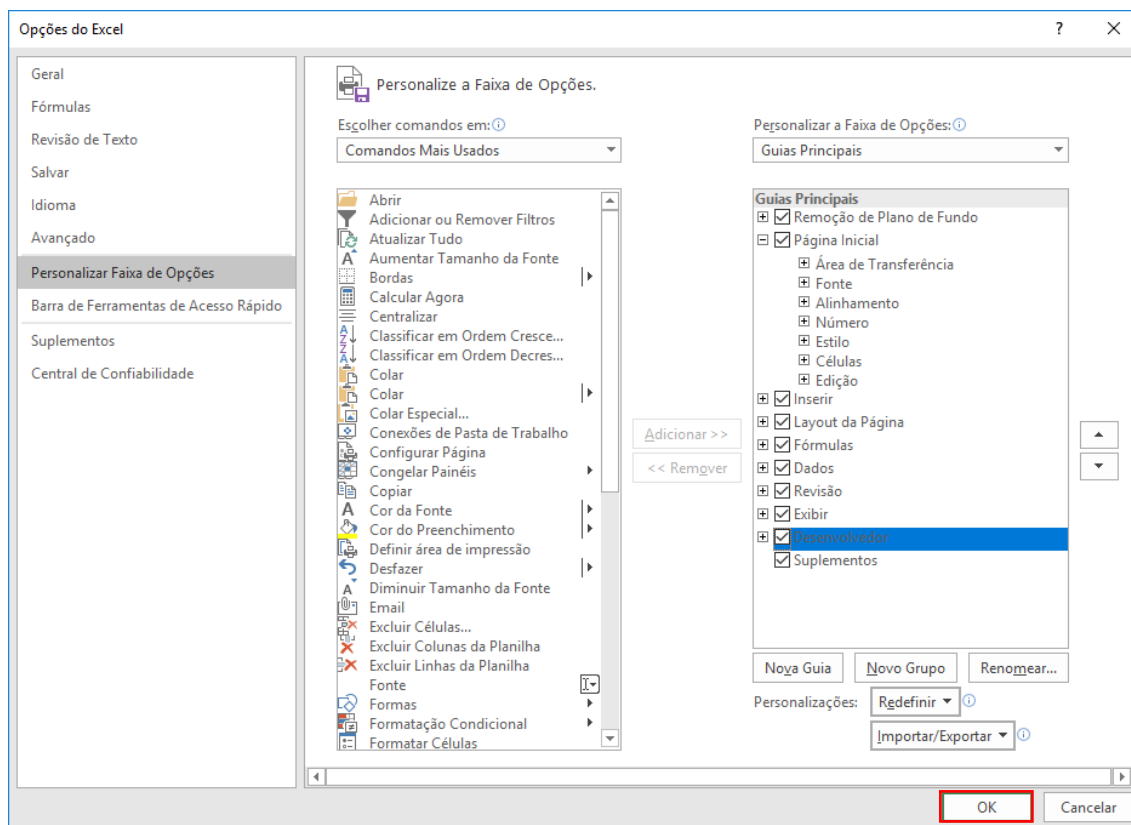 Opções do Excel
?
Geral
Fórmulas
Revisão de Texto
Salvar
Idioma
Avançado
Personalizar Faixa de Opções
Barra de Ferramentas de Acesso Rápido
Suplementos
Central de Confiabilidade
Personalize a Faixa de Opções.
Escolher comandos em:
Comandos Mais Usados
Abrir
Adicionar ou Remover Filtros
Atualizar Tudo
Aumentar Tamanho da Fonte
Bordas
Calcular Agora
Centralizar
Classificar em Ordem Cresce...
Classificar em Ordem Decres...
Colar
Colar
Colar Especial...
Conexões de Pasta de Trabalho
Configurar Página
Congelar Painéis
Copiar
Cor da Fonte
Cor do Preenchimento
Definir área de impressão
Desfazer
Diminuir Tamanho da Fonte
Email
Excluir Células...
Excluir Colunas da Planilha
Excluir Linhas da Planilha
Fonte
Formas
Formatação Condicional
Formatar Células
Adicionar >>
<< Remover
Personalizar a Faixa de Opções:
Guias Principais
Guias Principais
Remoção de Plano de Fundo
Página Inicial
Área de Transferência
Fonte
Alinhamento
Número
Estilo
Células
Edição
Inserir
Layout da Página
Fórmulas
Dados
Revisão
Exibir
Desenvolvedor
Suplementos
Nova Guia
Novo Grupo
Renomear...
Personalizações:
Redefinir
Importar/Exportar
OK
Cancelar